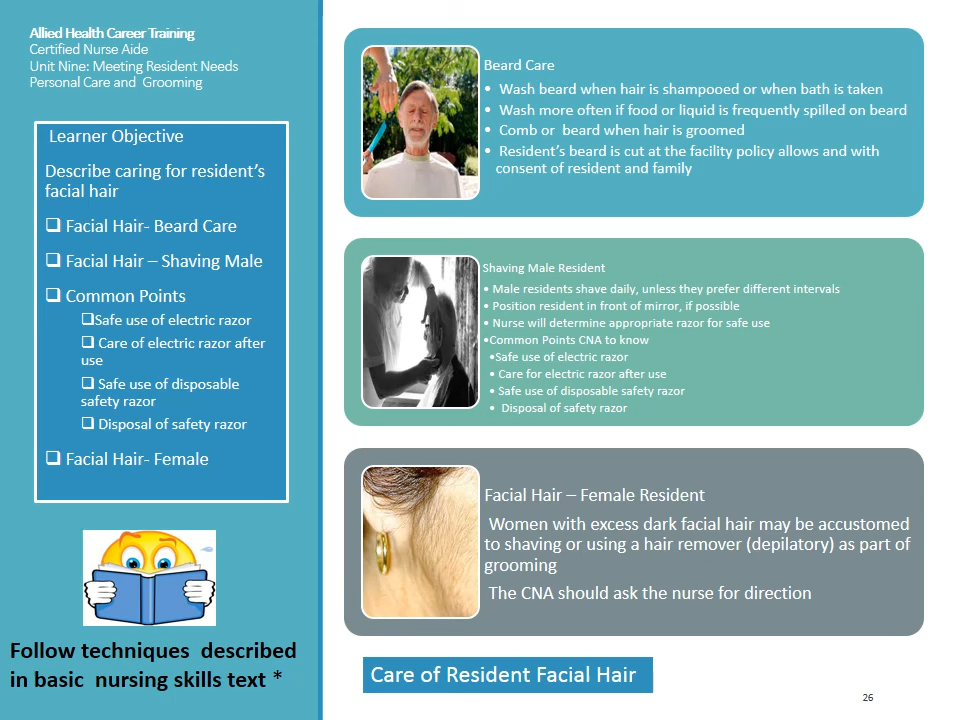 Allied Health Career Training
Certified Nurse Aide
Unit Nine: Meeting Resident Needs
Personal Care and Grooming
Learner Objective
Describe caring for resident's
facial hair
❑ Facial Hair- Beard Care
❑ Facial Hair – Shaving Male
❑ Common Points
❑Safe use of electric razor
❑ Care of electric razor after
use
❑ Safe use of disposable
safety razor
❑ Disposal of safety razor
❑ Facial Hair- Female
Follow techniques described
in basic nursing skills text *
Beard Care
• Wash beard when hair is shampooed or when bath is taken
• Wash more often if food or liquid is frequently spilled on beard
• Comb or beard when hair is groomed
• Resident's beard is cut at the facility policy allows and with
consent of resident and family
Shaving Male Resident
• Male residents shave daily, unless they prefer different intervals
• Position resident in front of mirror, if possible
• Nurse will determine appropriate razor for safe use
•Common Points CNA to know
•Safe use of electric razor
• Care for electric razor after use
• Safe use of disposable safety razor
• Disposal of safety razor
Facial Hair – Female Resident
Women with excess dark facial hair may be accustomed
to shaving or using a hair remover (depilatory) as part of
grooming
The CNA should ask the nurse for direction
Care of Resident Facial Hair
26